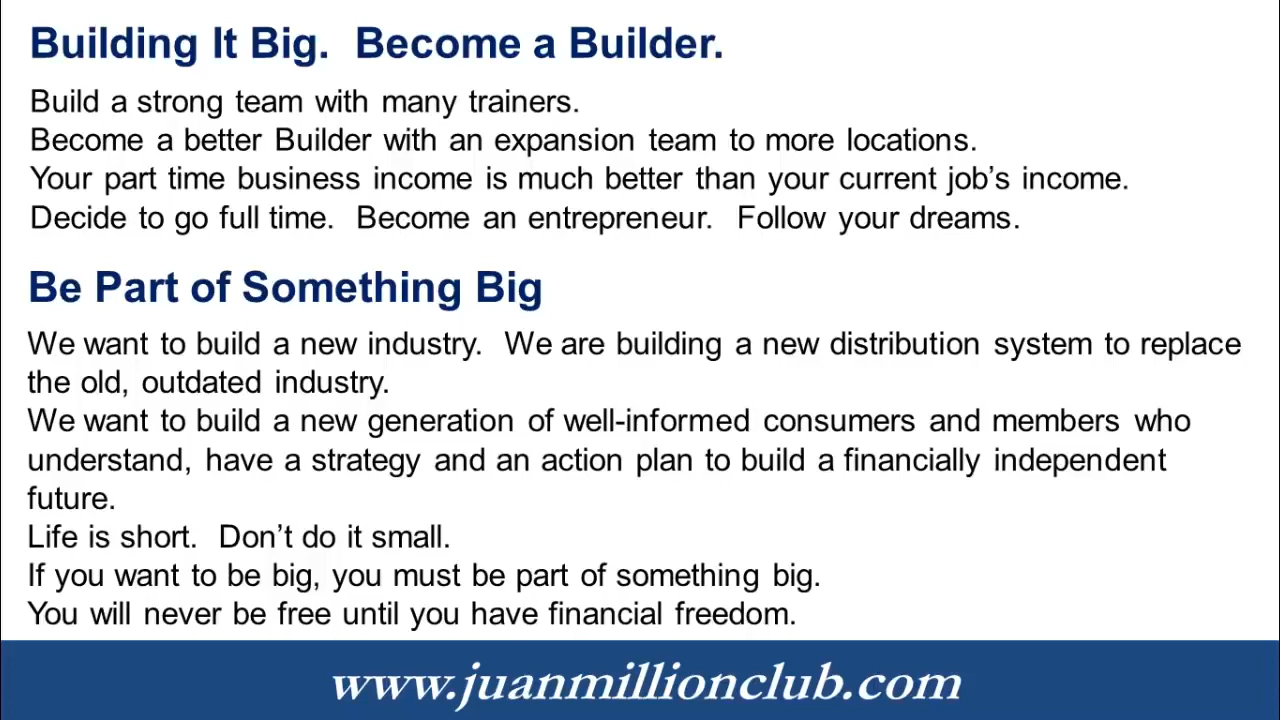 Building It Big.  Become a Builder.
Build a strong team with many trainers.
Become a better Builder with an expansion team to more locations.
Your part time business income is much better than your current job’s income.
Decide to go full time.  Become an entrepreneur.  Follow your dreams.
Be Part of Something Big
We want to build a new industry.  We are building a new distribution system to replace
the old, outdated industry.
We want to build a new generation of well-informed consumers and members who
understand, have a strategy and an action plan to build a financially independent
future.
Life is short.  Don’t do it small.
If you want to be big, you must be part of something big.
You will never be free until you have financial freedom.
www.juanmillionclub.com